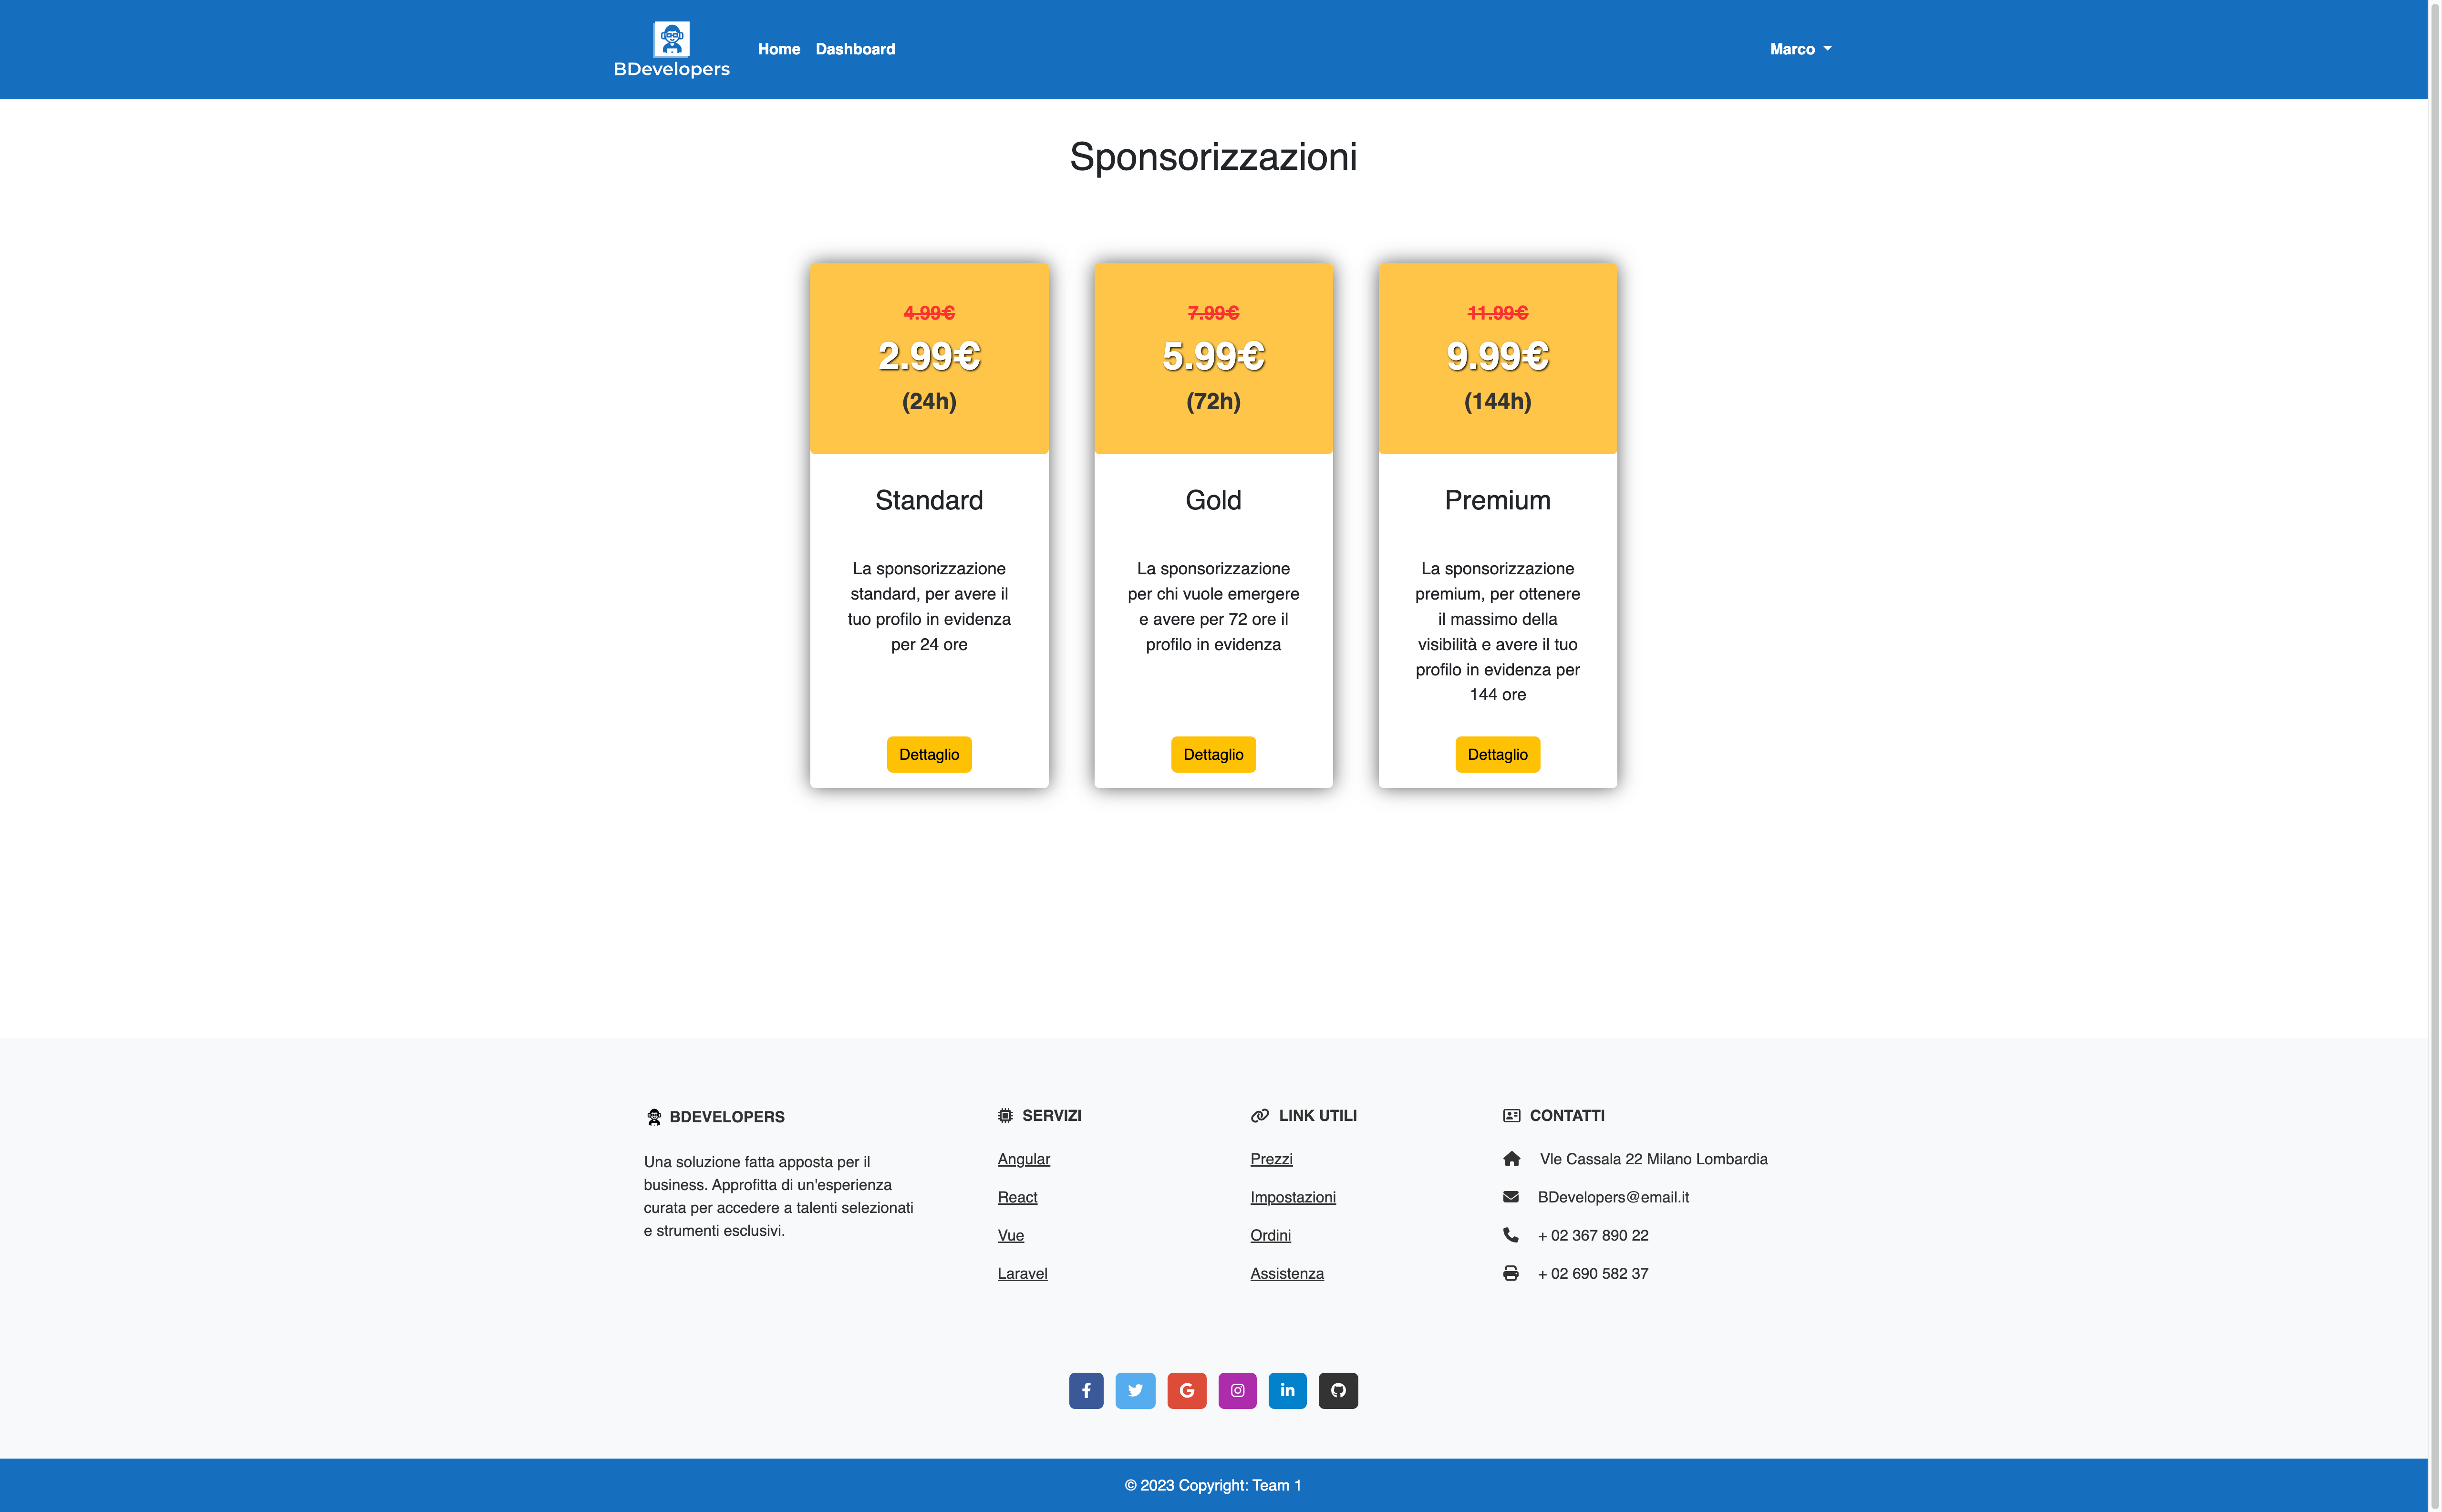 BDevelopers
Home Dashboard
Marco
Sponsorizzazioni
4.99€
2.99€
(24h)
Standard
La sponsorizzazione
standard, per avere il
tuo profilo in evidenza
per 24 ore
Dettaglio
7.99€
5.99€
(72h)
Gold
La sponsorizzazione
per chi vuole emergere
e avere per 72 ore il
profilo in evidenza
Dettaglio
11.99€
9.99€
(144h)
Premium
La sponsorizzazione
premium, per ottenere
il massimo della
visibilità e avere il tuo
profilo in evidenza per
144 ore
Dettaglio
BDEVELOPERS
Una soluzione fatta apposta per il
business. Approfitta di un'esperienza
curata per accedere a talenti selezionati
e strumenti esclusivi.
SERVIZI
Angular
React
Vue
Laravel
LINK UTILI
Prezzi
Impostazioni
Ordini
Assistenza
CONTATTI
Vle Cassala 22 Milano Lombardia
BDevelopers@email.it
+ 02 367 890 22
+ 02 690 582 37
© 2023 Copyright: Team 1